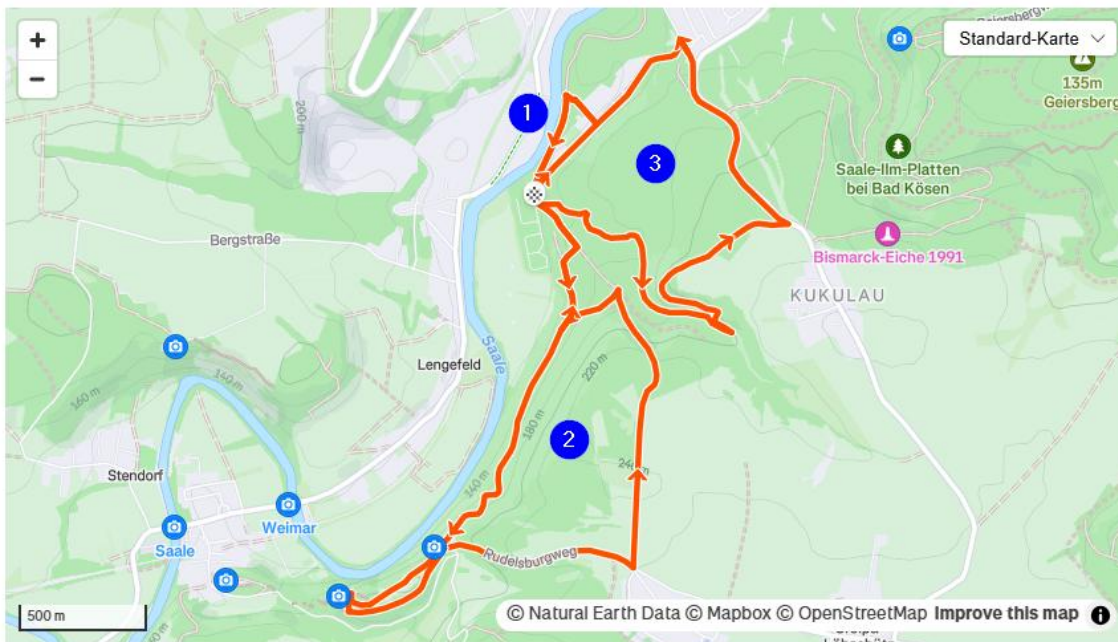 +
−
Standard-Karte
200 m
135m
Geiersberg
1
3
Saale-Ilm-Platten
bei Bad Kösen
Bergstraße
Bismarck-Eiche 1991
KUKULAU
Saale
140 m
160 m
Lengefeld
220 m
180 m
2
Stendorf
140 m
Weimar
Saale
Rudelsburgweg
500 m
© Natural Earth Data © Mapbox © OpenStreetMap Improve this map